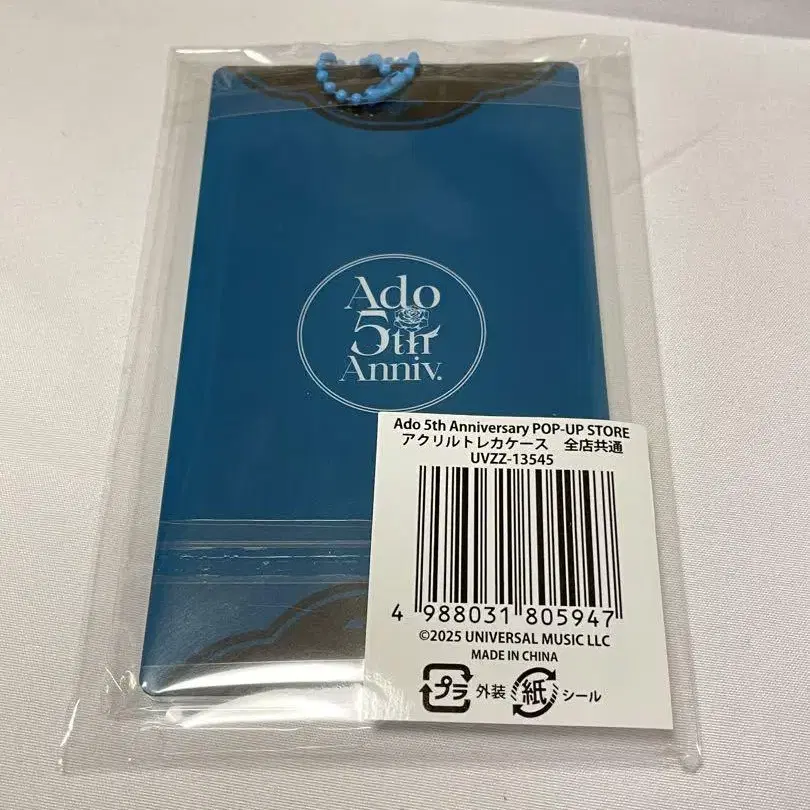 Ado
5th
Anniv.
Ado 5th Anniversary POP-UP STORE
アクリルトレカケース　全店共通
UVZZ-13545
4 988031 805947
©2025 UNIVERSAL MUSIC LLC
MADE IN CHINA
プラ 外装 紙 シール